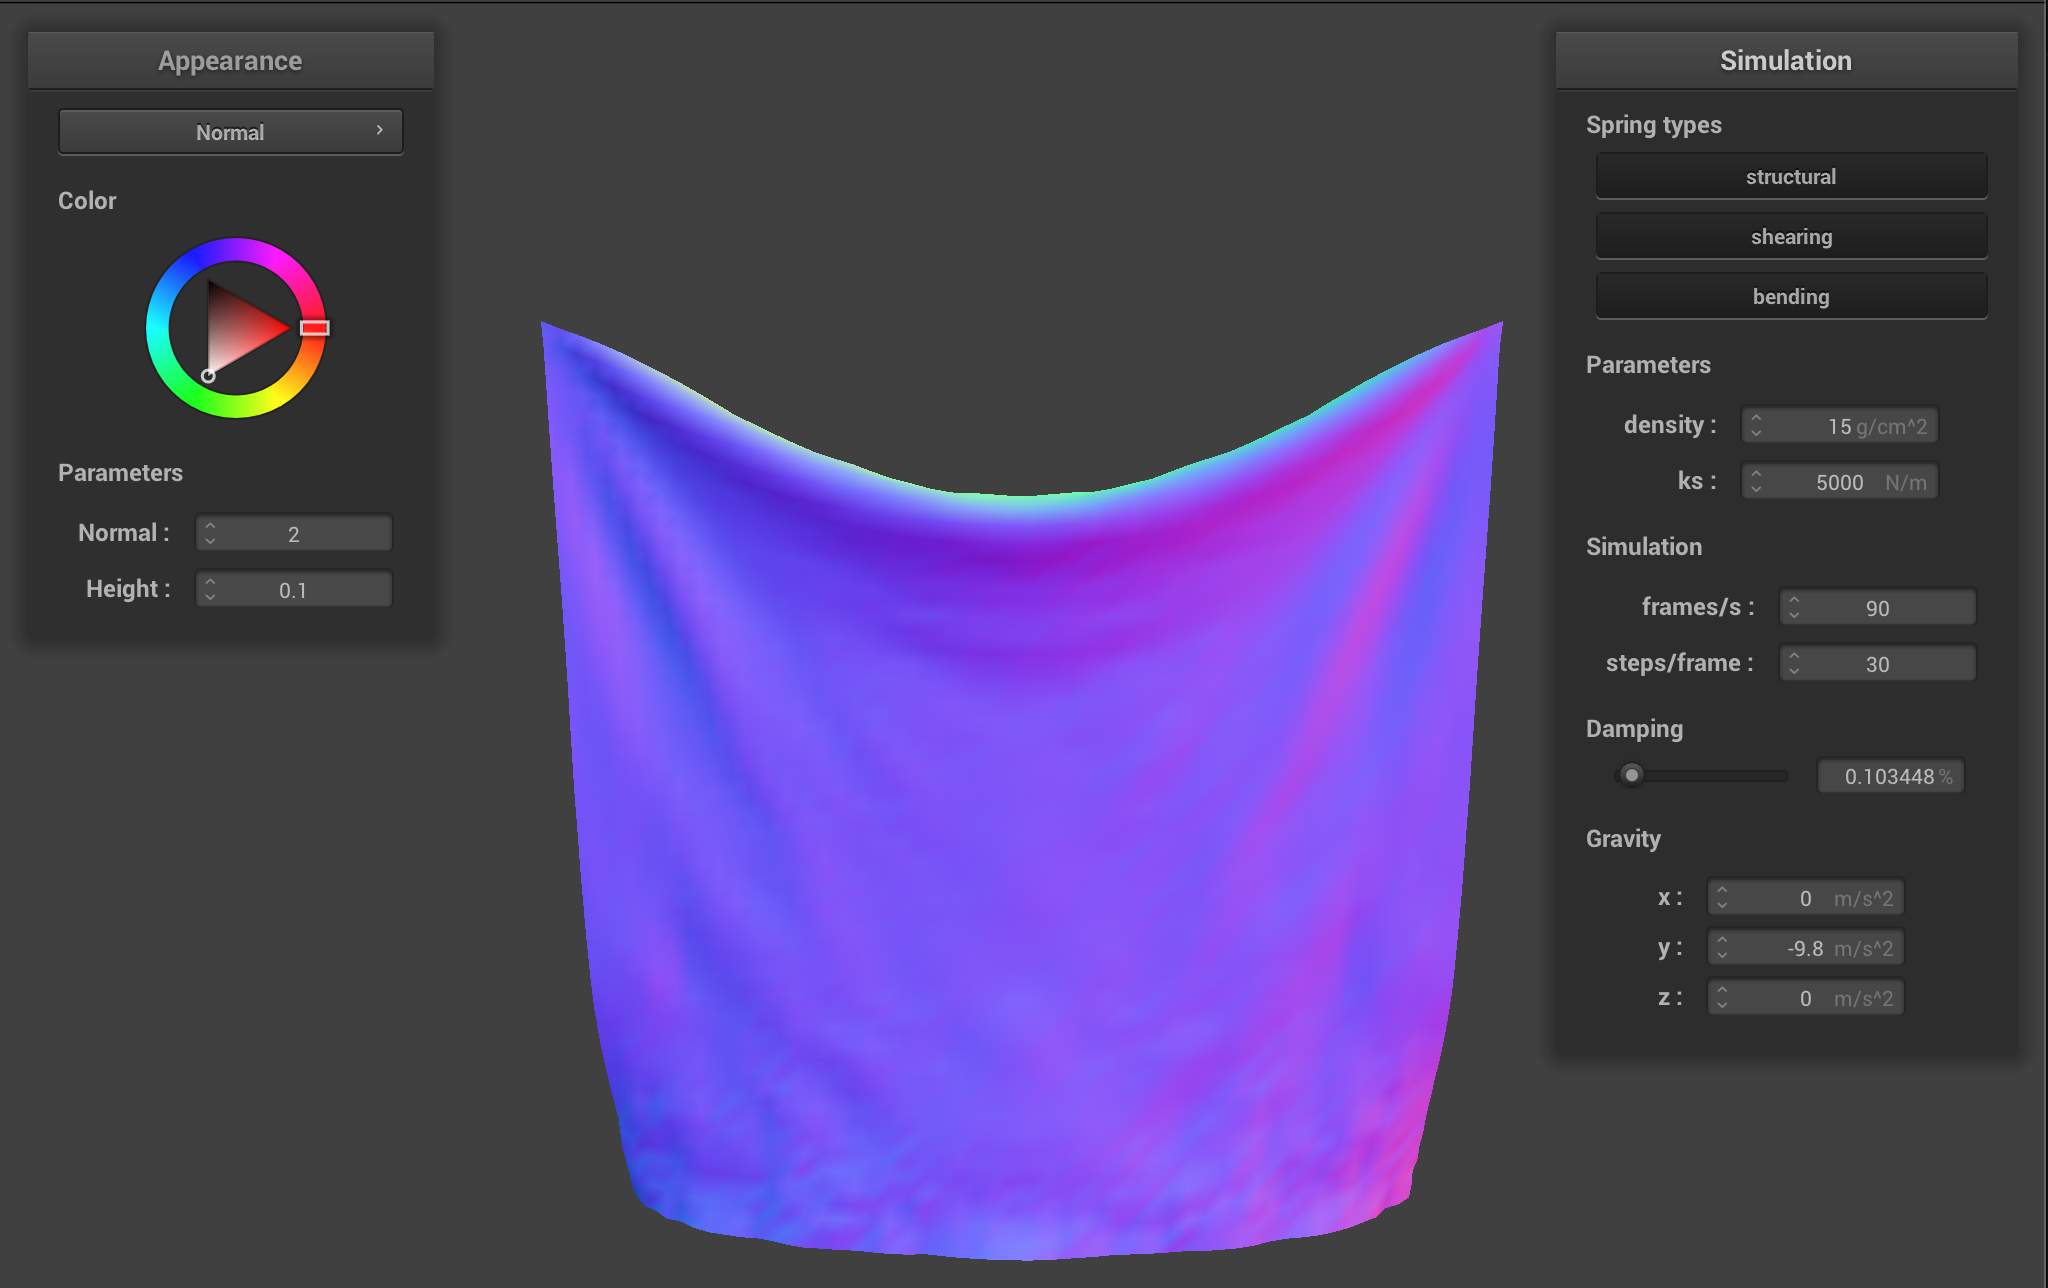 Appearance
Normal
Color
Parameters
Normal : 2
Height : 0.1
Simulation
Spring types
structural
shearing
bending
Parameters
density : 15 g/cm^2
ks : 5000 N/m
Simulation
frames/s : 90
steps/frame : 30
Damping
0.103448 %
Gravity
x : 0 m/s^2
y : -9.8 m/s^2
z : 0 m/s^2